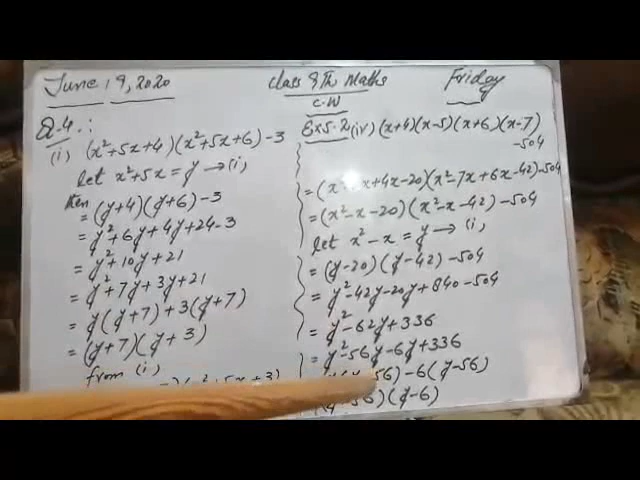 June 19, 2020
Class 9Th Maths
Friday
C.W
Q.4.:
(i) (x²+5x+4)(x²+5x+6)-3
let x²+5x = y → (i)
then
= (y+4)(y+6)-3
= y²+6y+4y+24-3
= y²+10y+21
= y²+7y+3y+21
= y(y+7)+3(y+7)
= (y+7)(y+3)
from (i)
+5x+3)
Ex5.2 (iv) (x+4)(x-5)(x+6)(x-7)
-504
+4x-20)(x²-7x+6x-42)-504
= (x²-x-20)(x²-x-42)-504
let x²-x = y → (i)
= (y-20)(y-42)-504
= y²-42y-20y+840-504
= y²-62y+336
= y²-56y-6y+336
56)-6(y-56)
56)(y-6)